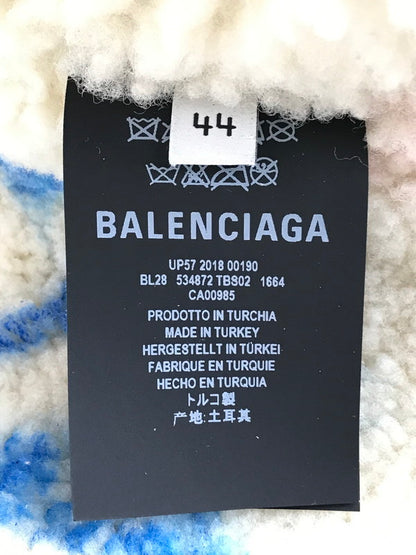 44
BALENCIAGA
UP57 2018 00190
BL28 534872 TBS02 1664
CA00985
PRODOTTO IN TURCHIA
MADE IN TURKEY
HERGESTELLT IN TÜRKEI
FABRIQUE EN TURQUIE
HECHO EN TURQUIA
トルコ製
产地:土耳其